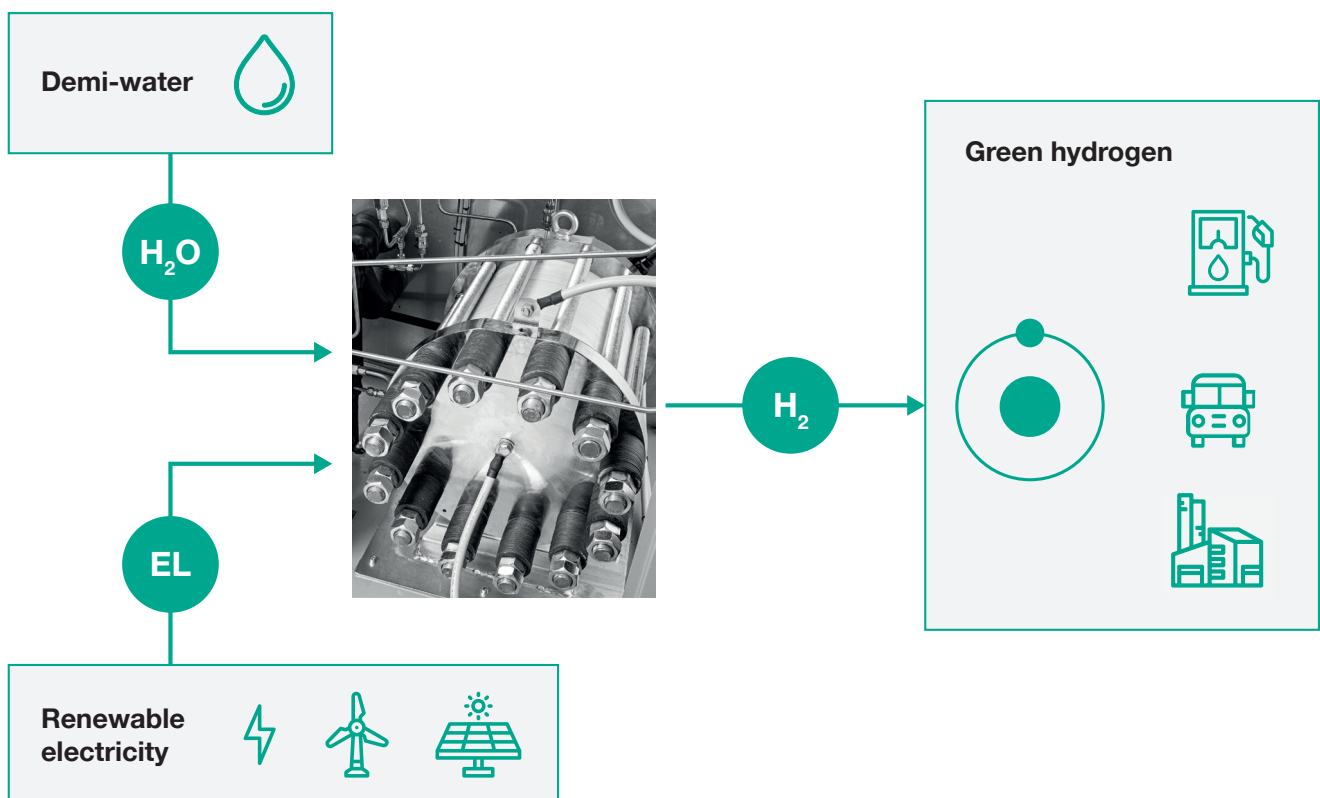 Demi-water
H₂O
Green hydrogen
H₂
EL
Renewable
electricity